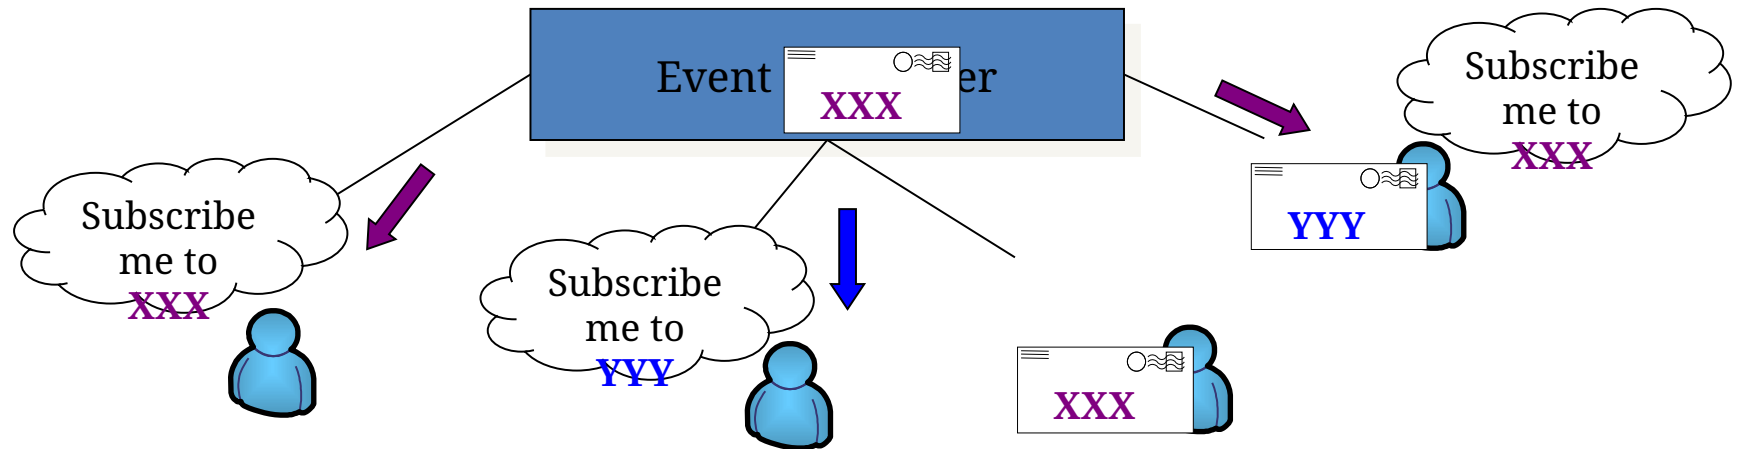 Event
er
XXX
Subscribe
me to
XXX
YYY
Subscribe
me to
XXX
Subscribe
me to
YYY
XXX